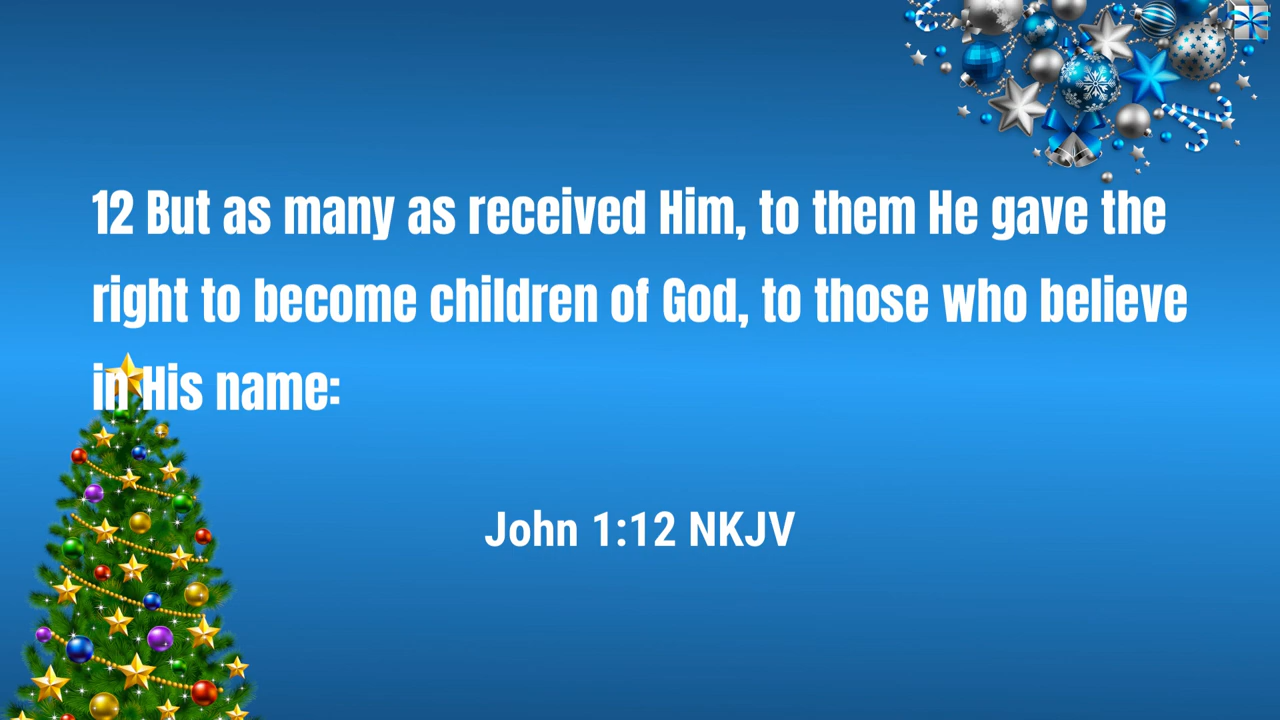 12 But as many as received Him, to them He gave the
right to become children of God, to those who believe
in His name:
John 1:12 NKJV